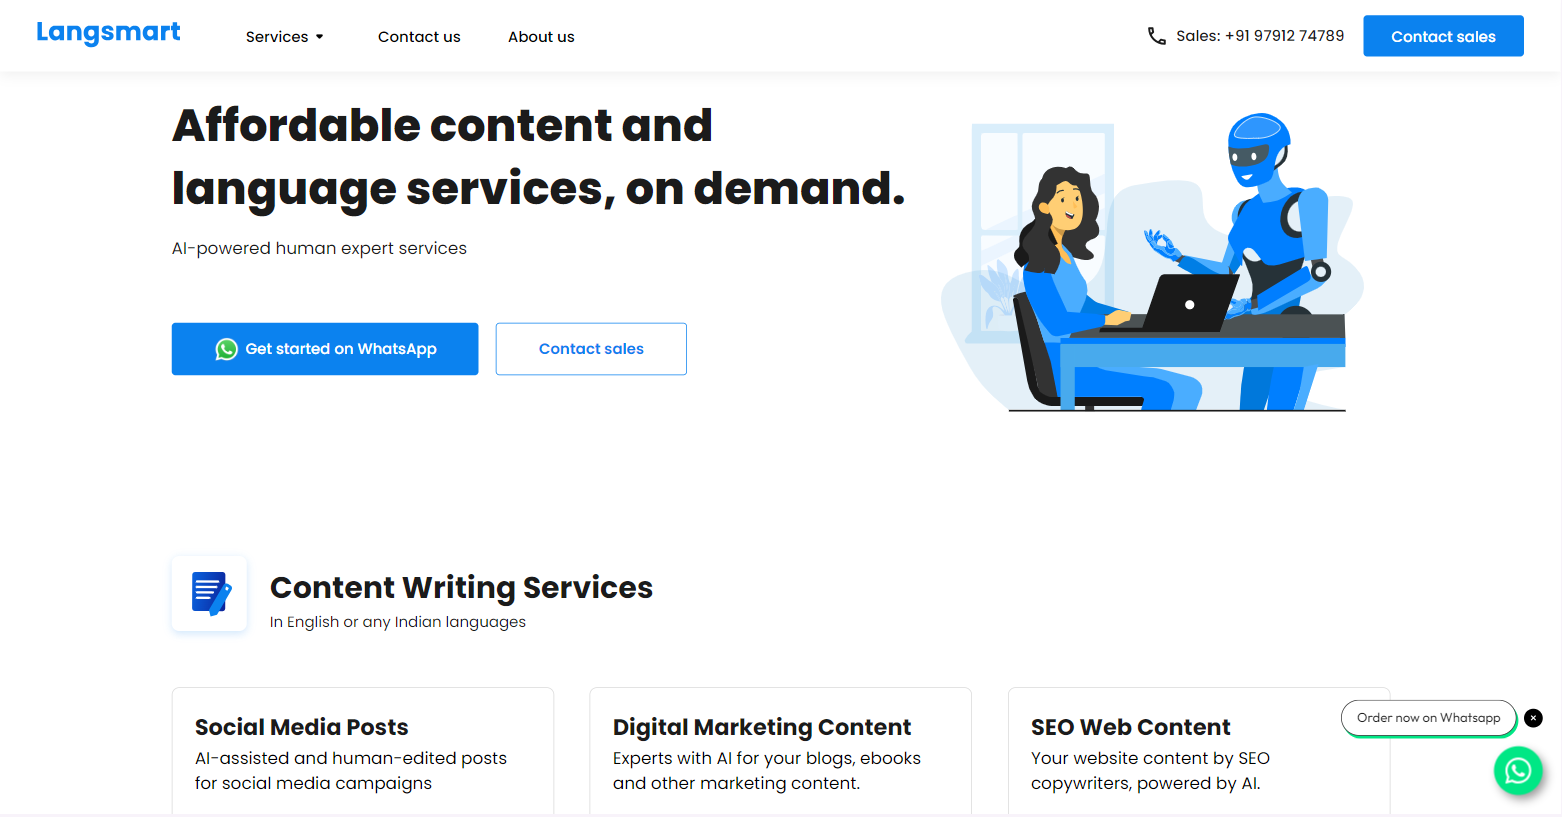 Langsmart
Services
Contact us
About us
Sales: +91 97912 74789
Contact sales
Affordable content and
language services, on demand.
AI-powered human expert services
Get started on WhatsApp
Contact sales
Content Writing Services
In English or any Indian languages
Social Media Posts
AI-assisted and human-edited posts
for social media campaigns
Digital Marketing Content
Experts with AI for your blogs, ebooks
and other marketing content.
SEO Web Content
Your website content by SEO
copywriters, powered by AI.
Order now on Whatsapp